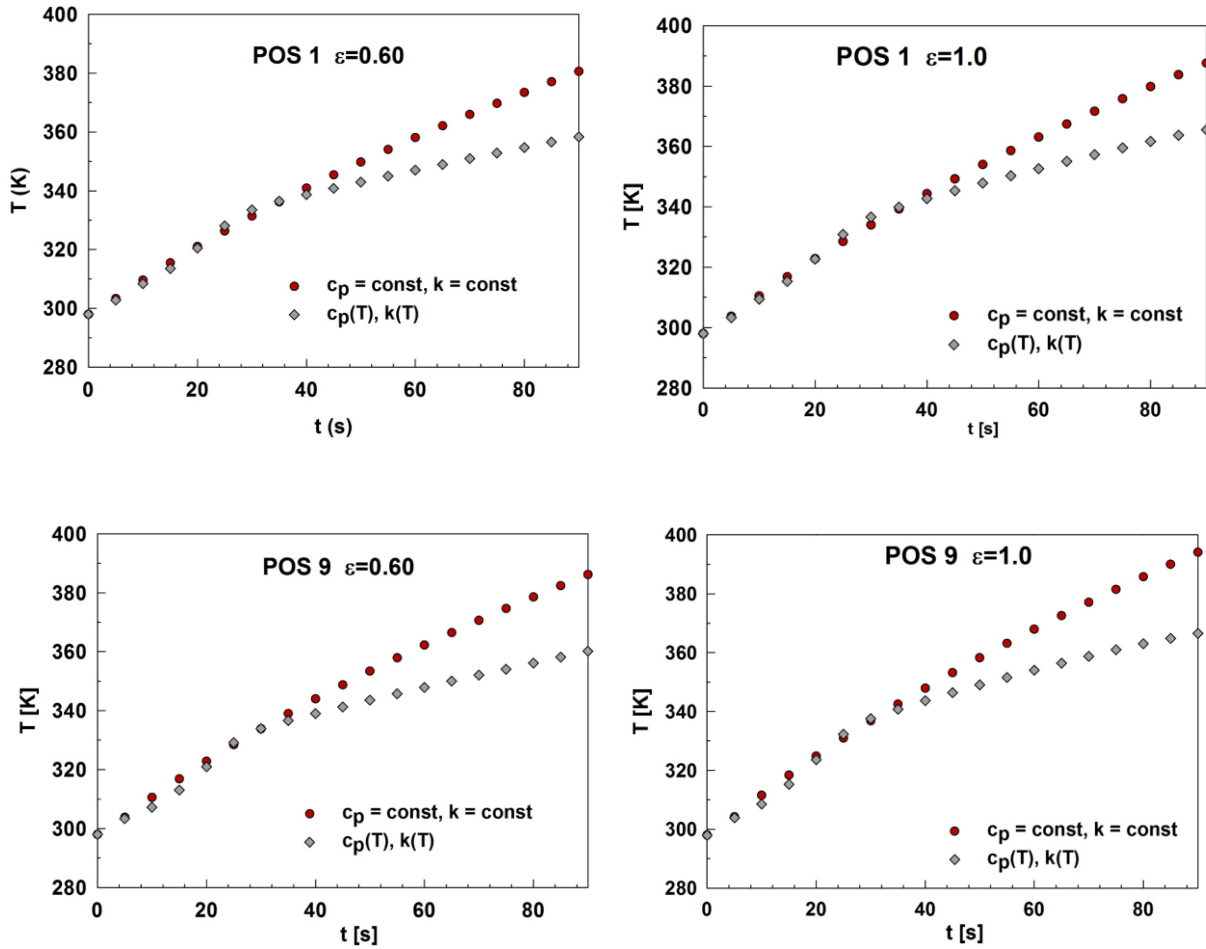 POS 1 ε=0.60
400
380
360
340
320
300
280
T (K)
cp = const, k = const
cp(T), k(T)
0 20 40 60 80
t (s)
POS 1 ε=1.0
400
380
360
340
320
300
280
T [K]
cp = const, k = const
cp(T), k(T)
0 20 40 60 80
t [s]
POS 9 ε=0.60
400
380
360
340
320
300
280
T [K]
cp = const, k = const
cp(T), k(T)
0 20 40 60 80
t [s]
POS 9 ε=1.0
400
380
360
340
320
300
280
T [K]
cp = const, k = const
cp(T), k(T)
0 20 40 60 80
t [s]